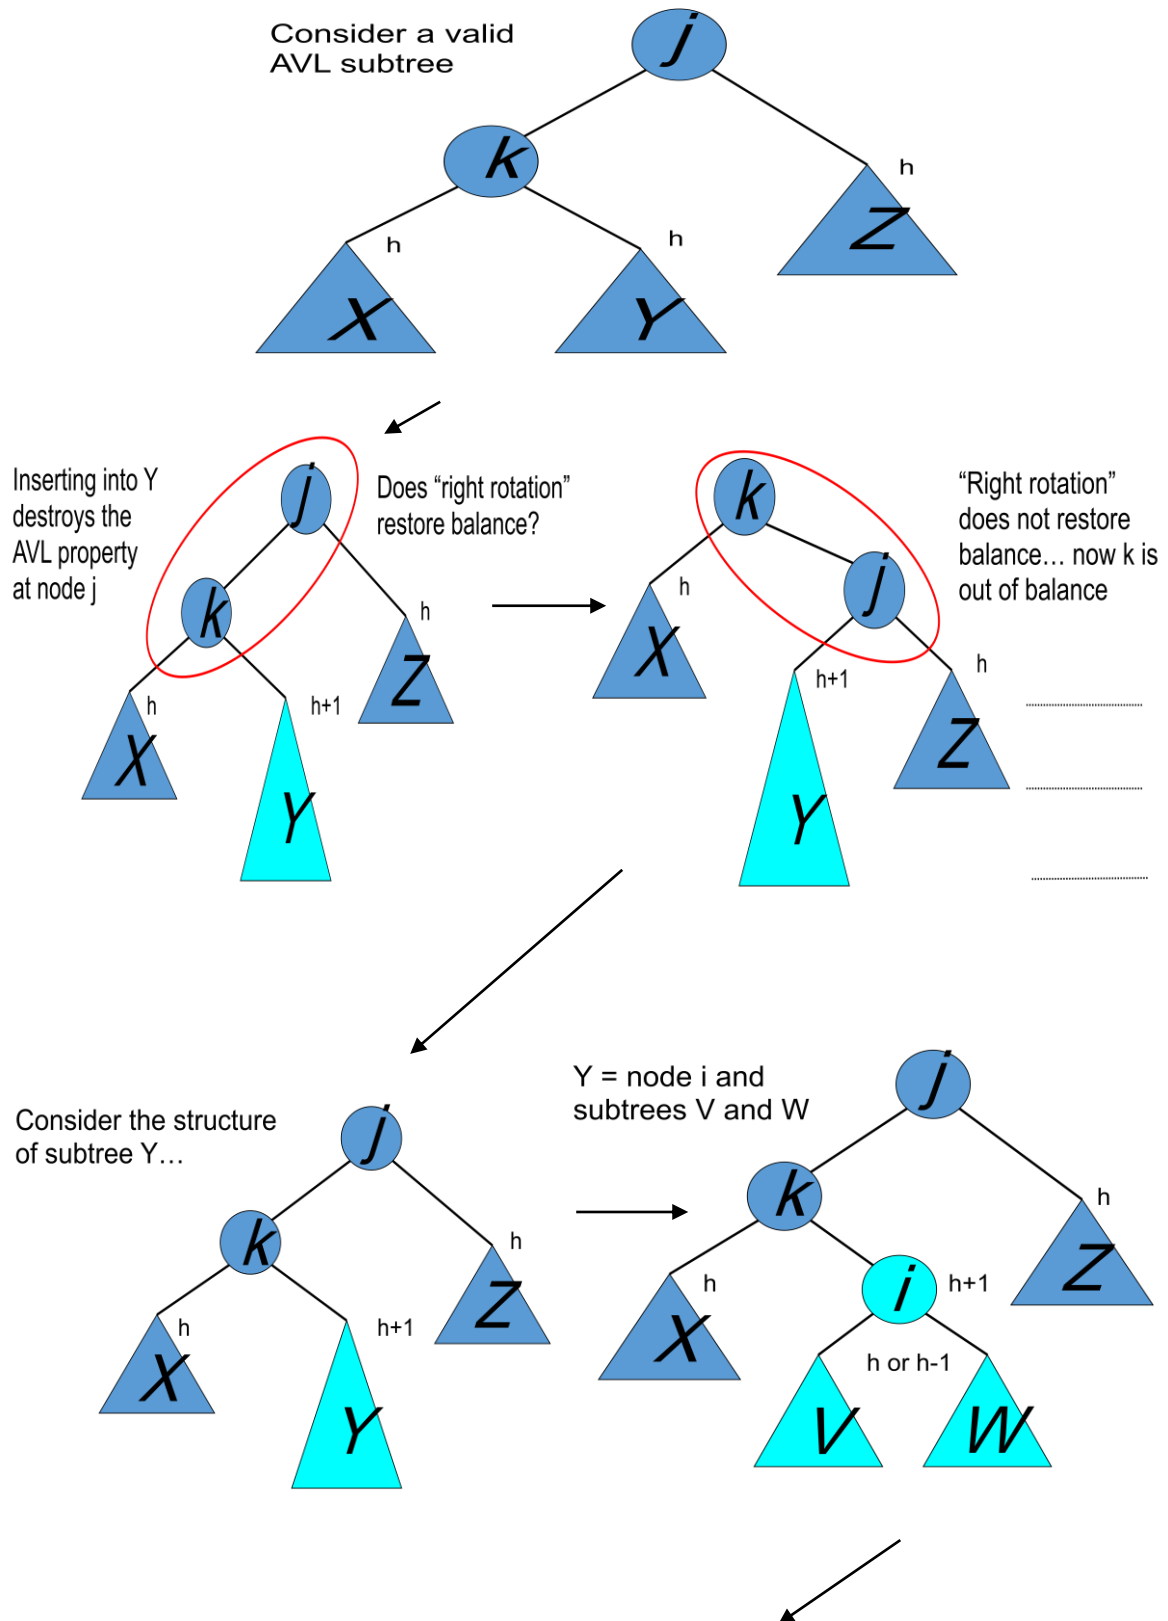 Consider a valid
AVL subtree
j
k
h
Z
h
X
h
Y
Inserting into Y
destroys the
AVL property
at node j
j
Does “right rotation”
restore balance?
k
h
Z
h
X
h+1
Y
k
“Right rotation”
does not restore
balance… now k is
out of balance
j
h
X
h+1
Y
h
Z
Consider the structure
of subtree Y…
j
k
h
Z
h
X
h+1
Y
Y = node i and
subtrees V and W
j
k
h
Z
h
X
i
h+1
h or h-1
V
W